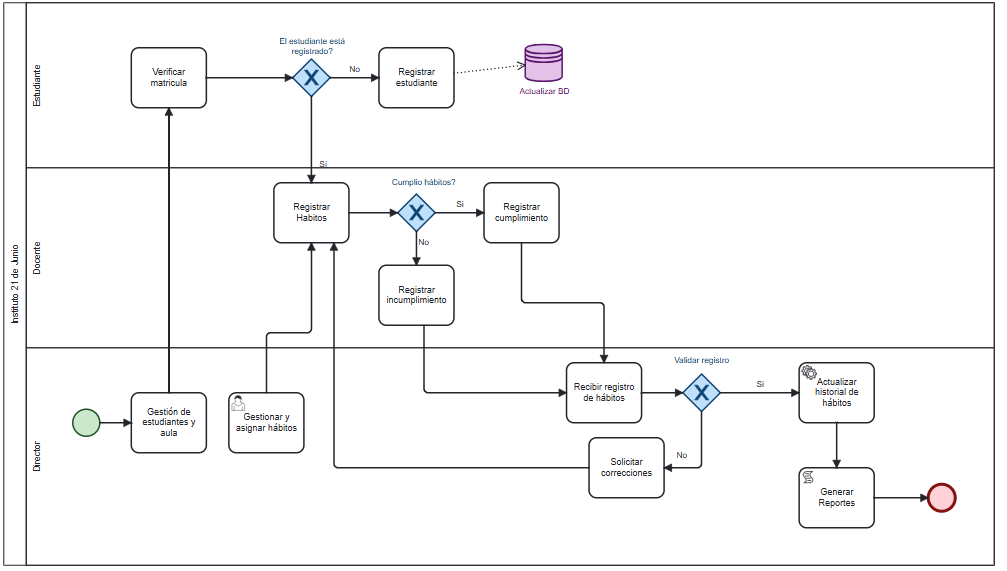 Instituto 21 de Junio
Estudiante
Verificar
matricula
El estudiante está
registrado?
No
Registrar
estudiante
Actualizar BD
Sí
Docente
Registrar
Habitos
Cumplio hábitos?
Si
No
Registrar
cumplimiento
Registrar
incumplimiento
Director
Gestión de
estudiantes y
aula
Gestionar y
asignar hábitos
Recibir registro
de hábitos
Validar registro
Si
No
Solicitar
correcciones
Actualizar
historial de
hábitos
Generar
Reportes